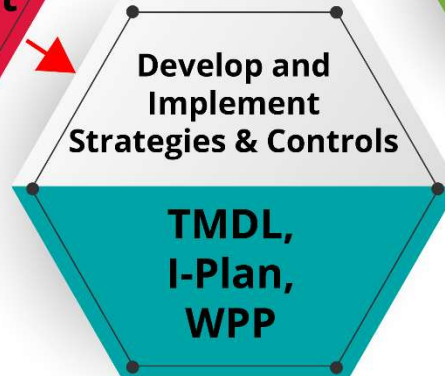 t
Develop and
Implement
Strategies & Controls
TMDL,
I-Plan,
WPP